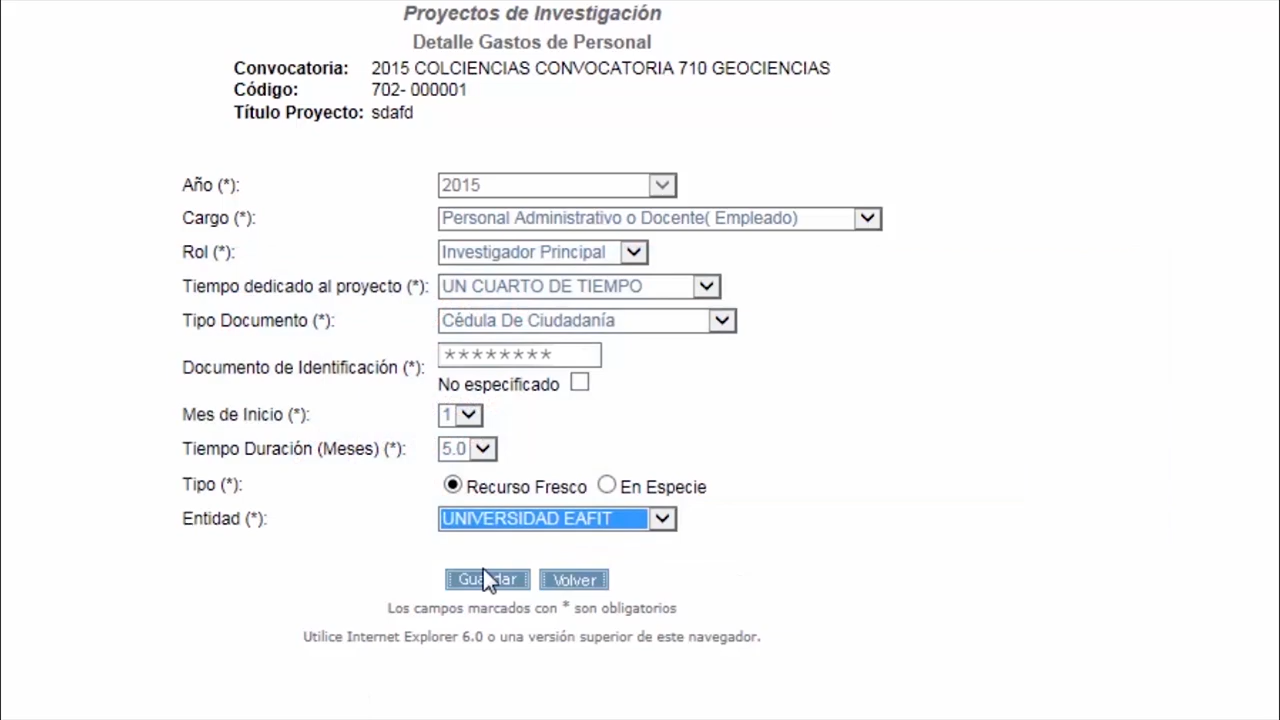 Proyectos de Investigación
Detalle Gastos de Personal
Convocatoria: 2015 COLCIENCIAS CONVOCATORIA 710 GEOCIENCIAS
Código: 702- 000001
Título Proyecto: sdafd
Año (*): 2015
Cargo (*): Personal Administrativo o Docente( Empleado)
Rol (*): Investigador Principal
Tiempo dedicado al proyecto (*): UN CUARTO DE TIEMPO
Tipo Documento (*): Cédula De Ciudadanía
Documento de Identificación (*): ********
No especificado
Mes de Inicio (*): 1
Tiempo Duración (Meses) (*): 5.0
Tipo (*): Recurso Fresco En Especie
Entidad (*): UNIVERSIDAD EAFIT
Guardar Volver
Los campos marcados con * son obligatorios
Utilice Internet Explorer 6.0 o una versión superior de este navegador.